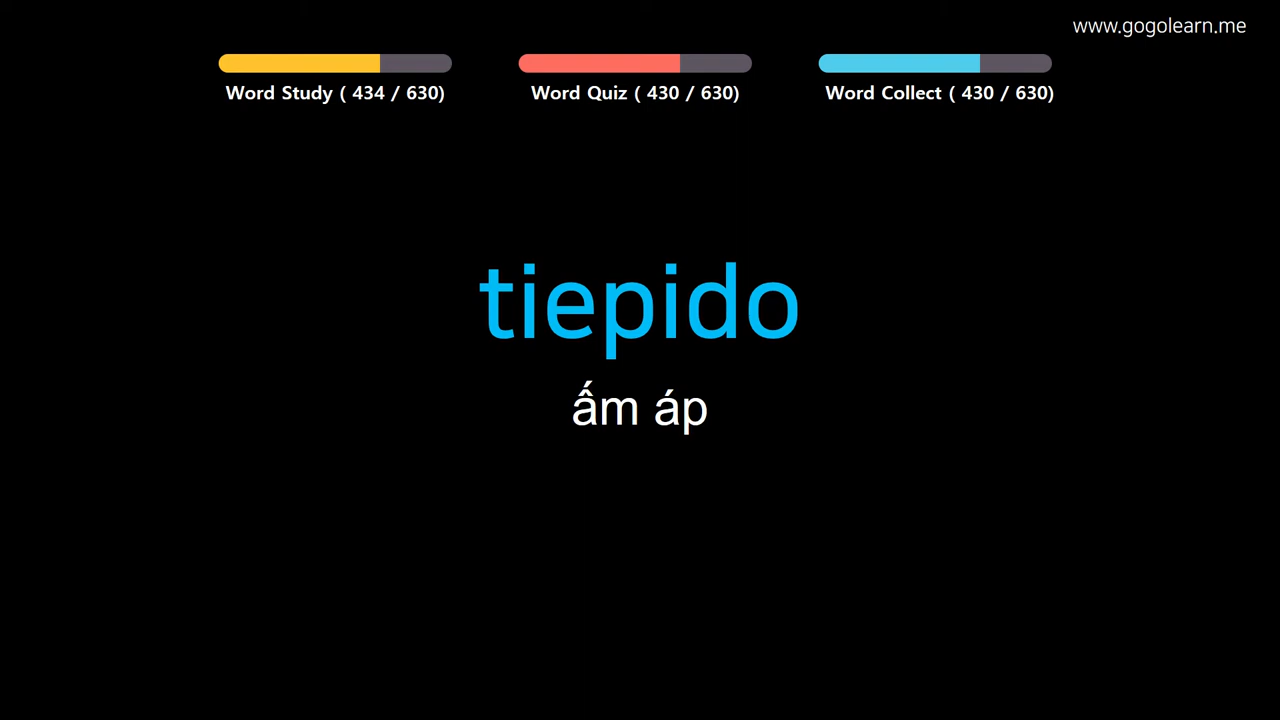 www.gogolearn.me
Word Study ( 434 / 630)
Word Quiz ( 430 / 630)
Word Collect ( 430 / 630)
tiepido
ấm áp